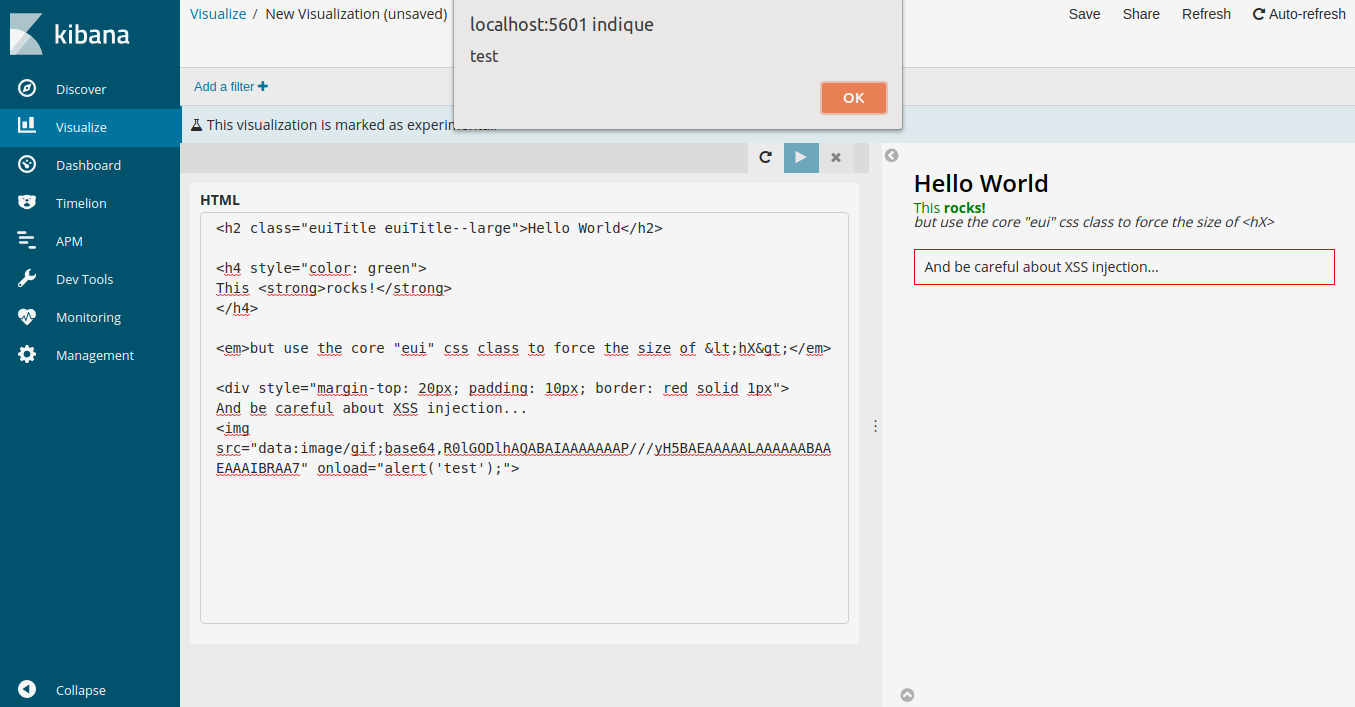 kibana
Discover
Visualize
Dashboard
Timelion
APM
Dev Tools
Monitoring
Management
Collapse
Visualize / New Visualization (unsaved)
Save Share Refresh Auto-refresh
localhost:5601 indique
test
OK
Add a filter +
This visualization is marked as experimental.
HTML
<h2 class="euiTitle euiTitle--large">Hello World</h2>
<h4 style="color: green">
This <strong>rocks!</strong>
</h4>
<em>but use the core "eui" css class to force the size of &lt;hX&gt;</em>
<div style="margin-top: 20px; padding: 10px; border: red solid 1px">
And be careful about XSS injection...
<img
src="data:image/gif;base64,R0lGODlhAQABAIAAAAAAAP///yH5BAEAAAAALAAAAAABAA
EAAAIBRAA7" onload="alert('test');">
Hello World
This rocks!
but use the core "eui" css class to force the size of <hX>
And be careful about XSS injection...